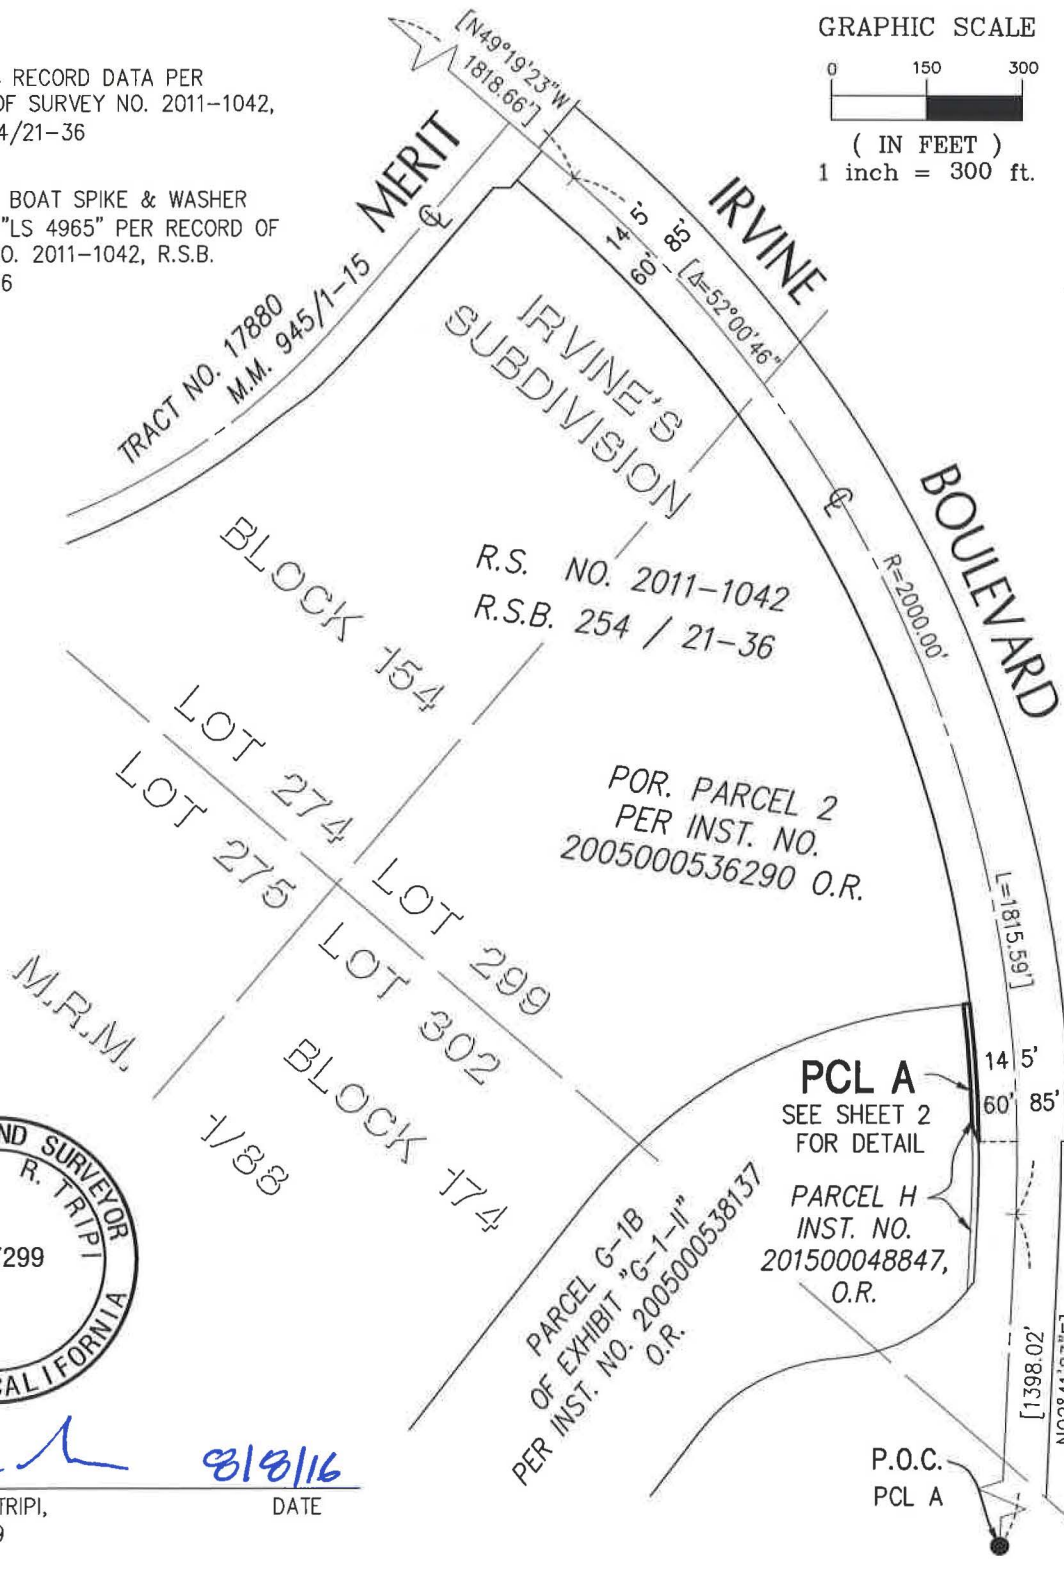 RECORD DATA PER
OF SURVEY NO. 2011-1042,
4/21-36
BOAT SPIKE & WASHER
"LS 4965" PER RECORD OF
O. 2011-1042, R.S.B.
6
GRAPHIC SCALE
0 150 300
( IN FEET )
1 inch = 300 ft.
[N49°19'23"W
1818.66']
MERIT
℄
IRVINE
14 5' 85'
60'
[Δ=52°00'46"
TRACT NO. 17880
M.M. 945/1-15
IRVINE'S
SUBDIVISION
℄
BOULEVARD
R=2000.00'
BLOCK 154
R.S. NO. 2011-1042
R.S.B. 254 / 21-36
LOT 274
LOT 275
POR. PARCEL 2
PER INST. NO.
2005000536290 O.R.
L=1815.59']
LOT 299
LOT 302
M.R.M.
BLOCK 174
1/88
PCL A
SEE SHEET 2
FOR DETAIL
14 5'
60' 85'
PARCEL H
INST. NO.
201500048847,
O.R.
PARCEL G-1B
OF EXHIBIT "G-1-II"
PER INST. NO. 2005000538137
O.R.
[1398.02'
P.O.C.
PCL A
ND SURVEYOR
R. TRIPI
7299
CALIFORNIA
8/8/16
TRIPI,
9
DATE